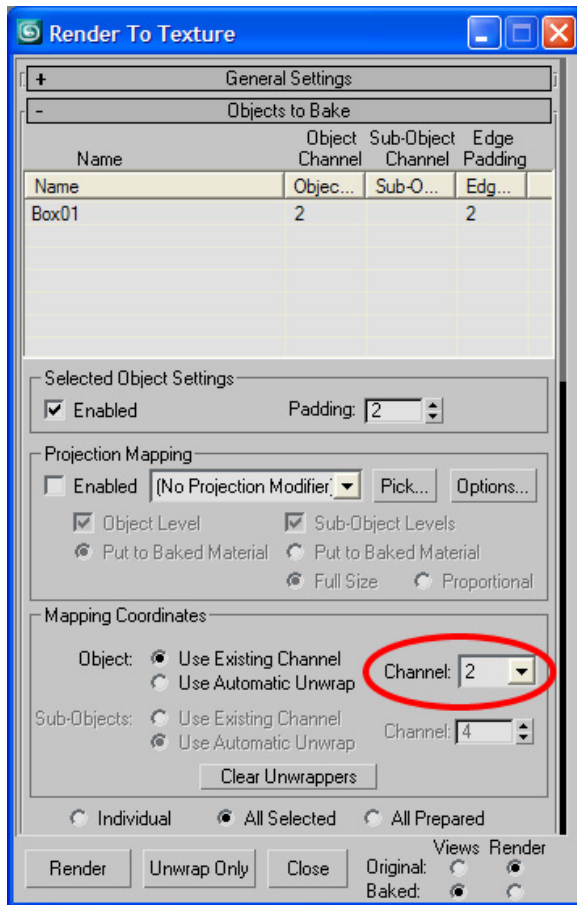 Render To Texture
+ General Settings
- Objects to Bake
Object Sub-Object Edge
Name Channel Channel Padding
Name Objec... Sub-O... Edg...
Box01 2 2
Selected Object Settings
Enabled Padding: 2
Projection Mapping
Enabled (No Projection Modifier) Pick... Options...
Object Level Sub-Object Levels
Put to Baked Material Put to Baked Material
Full Size Proportional
Mapping Coordinates
Object: Use Existing Channel Channel: 2
Use Automatic Unwrap
Sub-Objects: Use Existing Channel Channel: 4
Use Automatic Unwrap
Clear Unwrappers
Individual All Selected All Prepared
Views Render
Render Unwrap Only Close Original:
Baked: